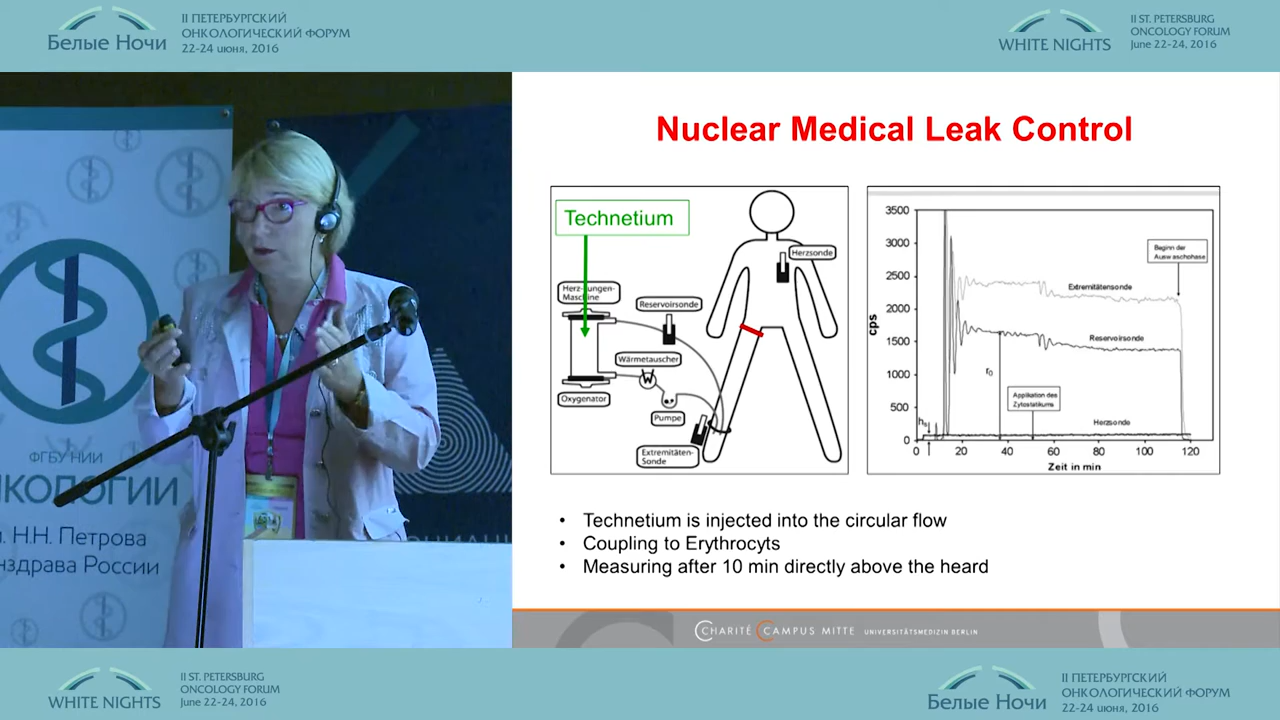 Белые Ночи
II ПЕТЕРБУРГСКИЙ
ОНКОЛОГИЧЕСКИЙ ФОРУМ
22-24 июня, 2016
WHITE NIGHTS
II ST. PETERSBURG
ONCOLOGY FORUM
June 22-24, 2016
ФГБУ НИИ
НКОЛОГИИ
. Н.Н. Петрова
нздрава России
Nuclear Medical Leak Control
Technetium
Herz-Lungen-
Maschine
Reservoirsonde
Herzsonde
Wärmetauscher
W
Oxygenator
Pumpe
Extremitäten-
Sonde
3500
3000
2500
2000
1500
1000
500
0
cps
Beginn der
Auswaschphase
Extremitätensonde
Reservoirsonde
r0
Applikation des
Zytostatikums
Herzsonde
0 20 40 60 80 100 120
Zeit in min
• Technetium is injected into the circular flow
• Coupling to Erythrocyts
• Measuring after 10 min directly above the heard
CHARITÉ CAMPUS MITTE UNIVERSITÄTSMEDIZIN BERLIN
WHITE NIGHTS
II ST. PETERSBURG
ONCOLOGY FORUM
June 22-24, 2016
Белые Ночи
II ПЕТЕРБУРГСКИЙ
ОНКОЛОГИЧЕСКИЙ ФОРУМ
22-24 июня, 2016